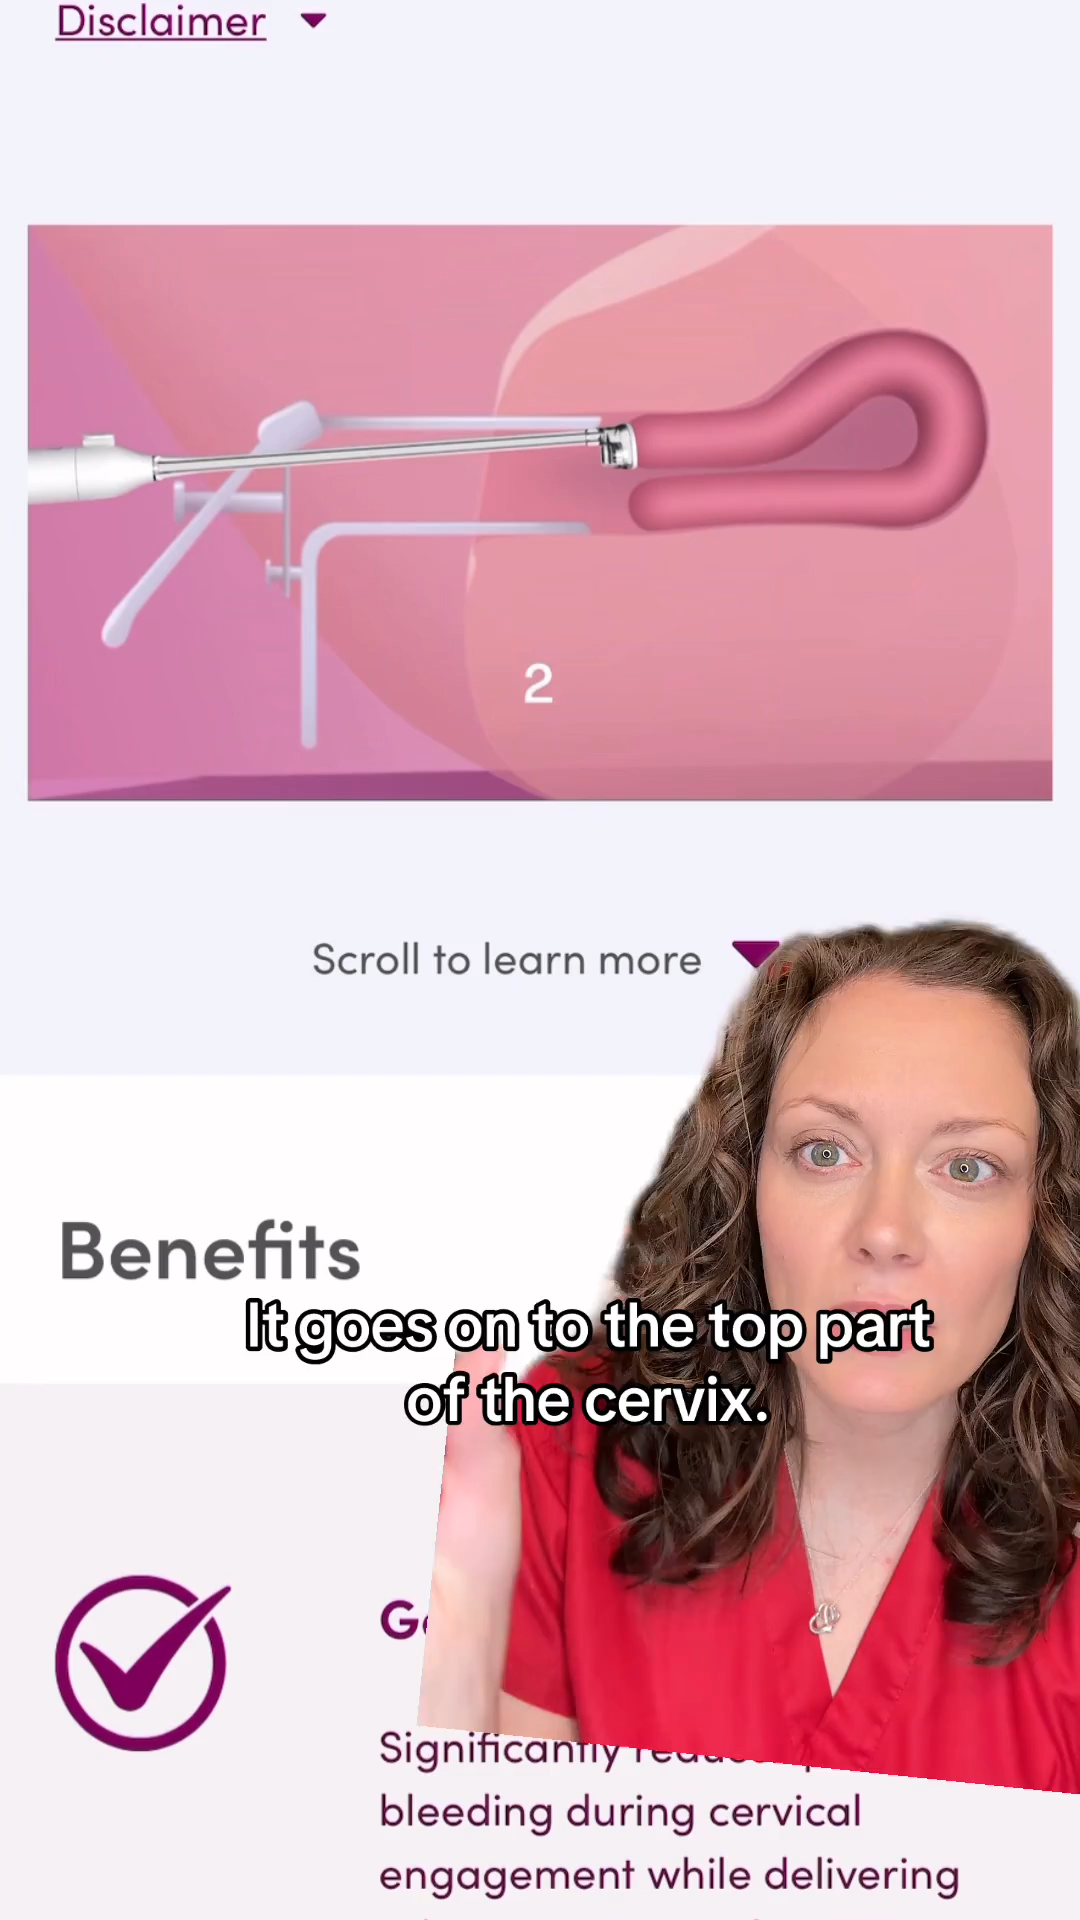 Disclaimer
2
Scroll to learn more
Benefits
It goes on to the top part
of the cervix.
Significantly
bleeding during cervical
engagement while delivering